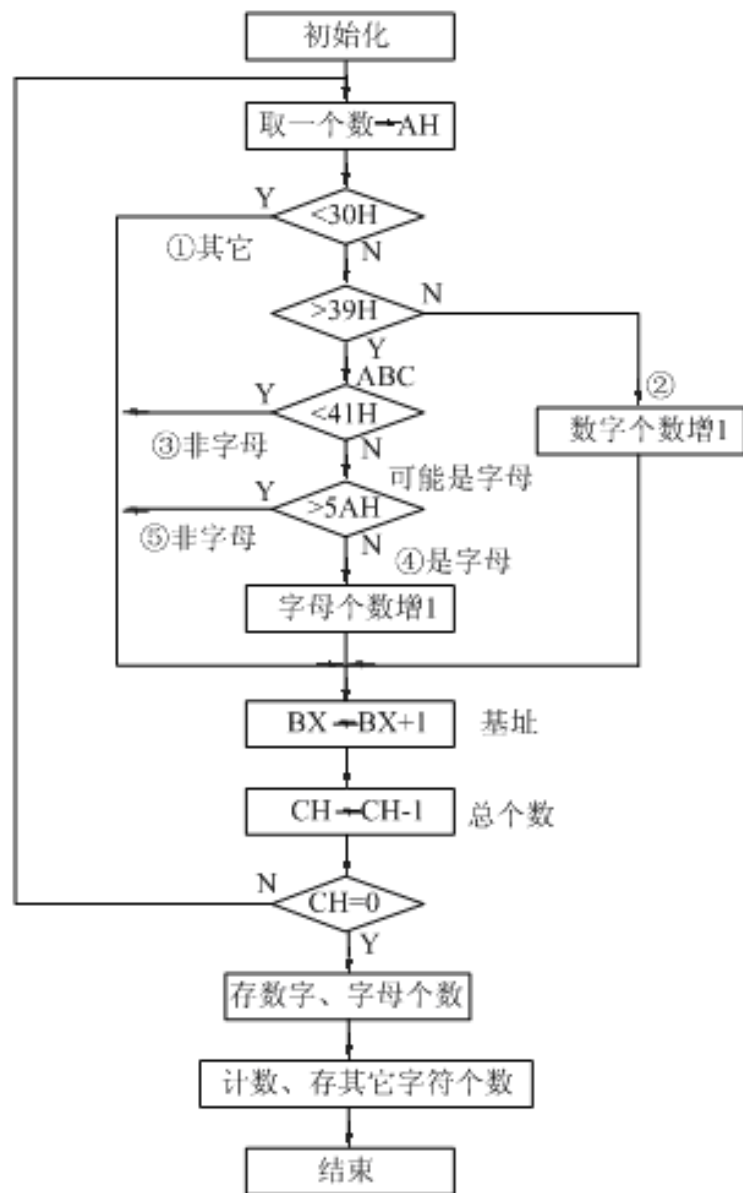 初始化
取一个数→AH
Y
<30H
①其它
N
>39H
N
Y
ABC
②
Y
<41H
数字个数增1
③非字母
N
可能是字母
Y
>5AH
⑤非字母
N
④是字母
字母个数增1
BX←BX+1
基址
CH←CH-1
总个数
N
CH=0
Y
存数字、字母个数
计数、存其它字符个数
结束